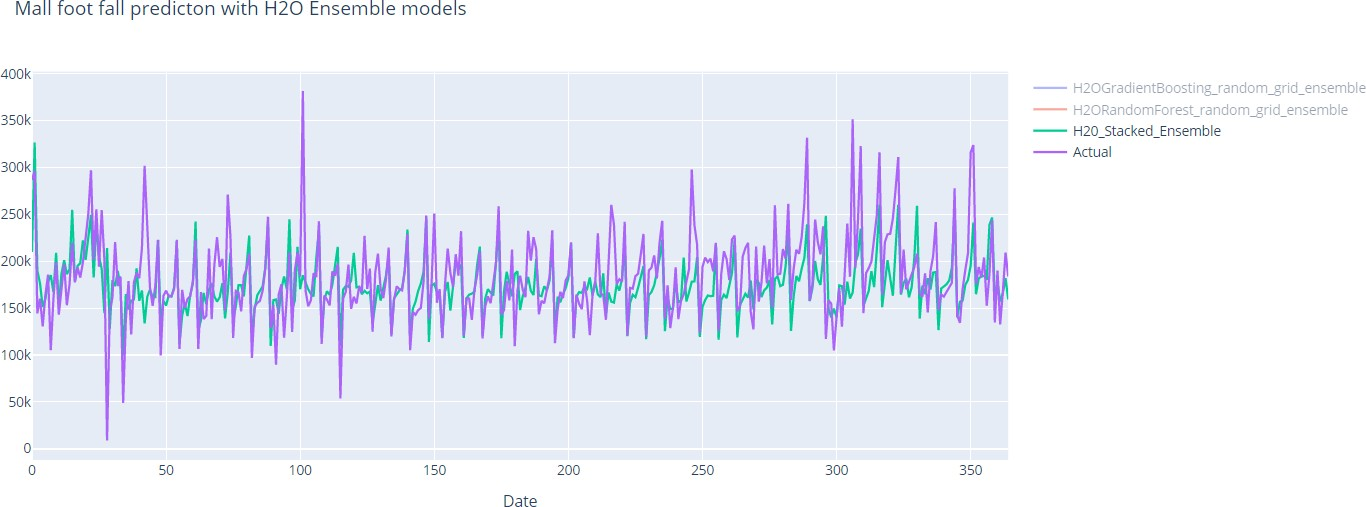 Mall foot fall predicton with H2O Ensemble models
400k
350k
300k
250k
200k
150k
100k
50k
0
0 50 100 150 200 250 300 350
Date
H2OGradientBoosting_random_grid_ensemble
H2ORandomForest_random_grid_ensemble
H20_Stacked_Ensemble
Actual